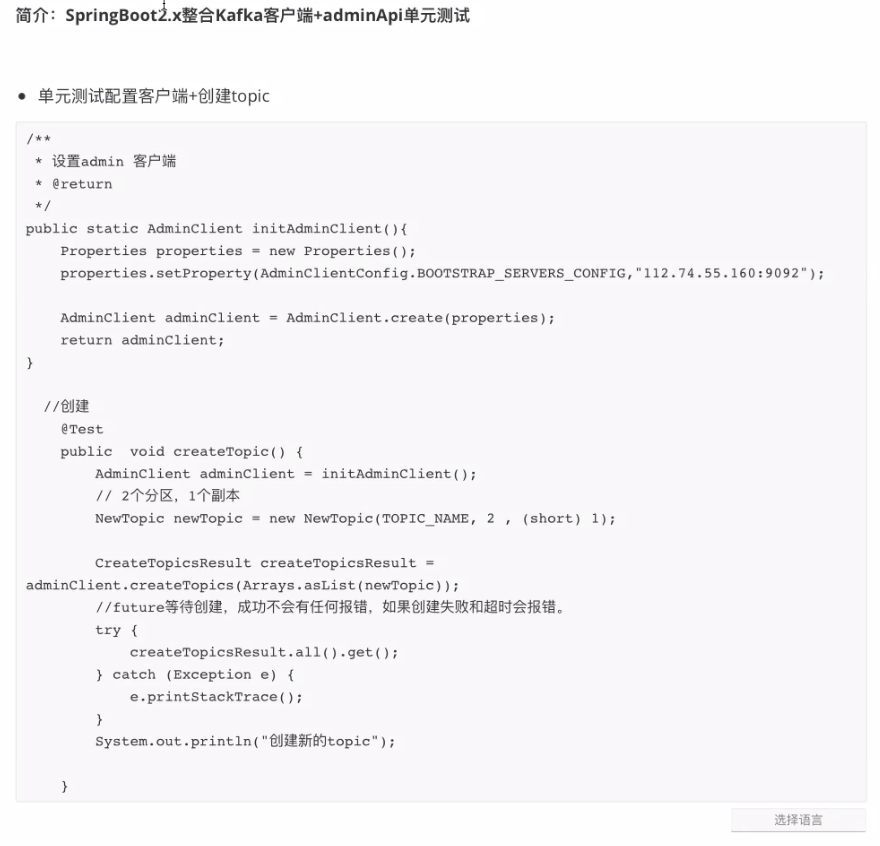 简介：SpringBoot2.x整合Kafka客户端+adminApi单元测试
• 单元测试配置客户端+创建topic
/**
 * 设置admin 客户端
 * @return
 */
public static AdminClient initAdminClient(){
    Properties properties = new Properties();
    properties.setProperty(AdminClientConfig.BOOTSTRAP_SERVERS_CONFIG,"112.74.55.160:9092");
    AdminClient adminClient = AdminClient.create(properties);
    return adminClient;
}
  //创建
    @Test
    public  void createTopic() {
        AdminClient adminClient = initAdminClient();
        // 2个分区，1个副本
        NewTopic newTopic = new NewTopic(TOPIC_NAME, 2 , (short) 1);
        CreateTopicsResult createTopicsResult =
adminClient.createTopics(Arrays.asList(newTopic));
        //future等待创建，成功不会有任何报错，如果创建失败和超时会报错。
        try {
            createTopicsResult.all().get();
        } catch (Exception e) {
            e.printStackTrace();
        }
        System.out.println("创建新的topic");
    }
选择语言